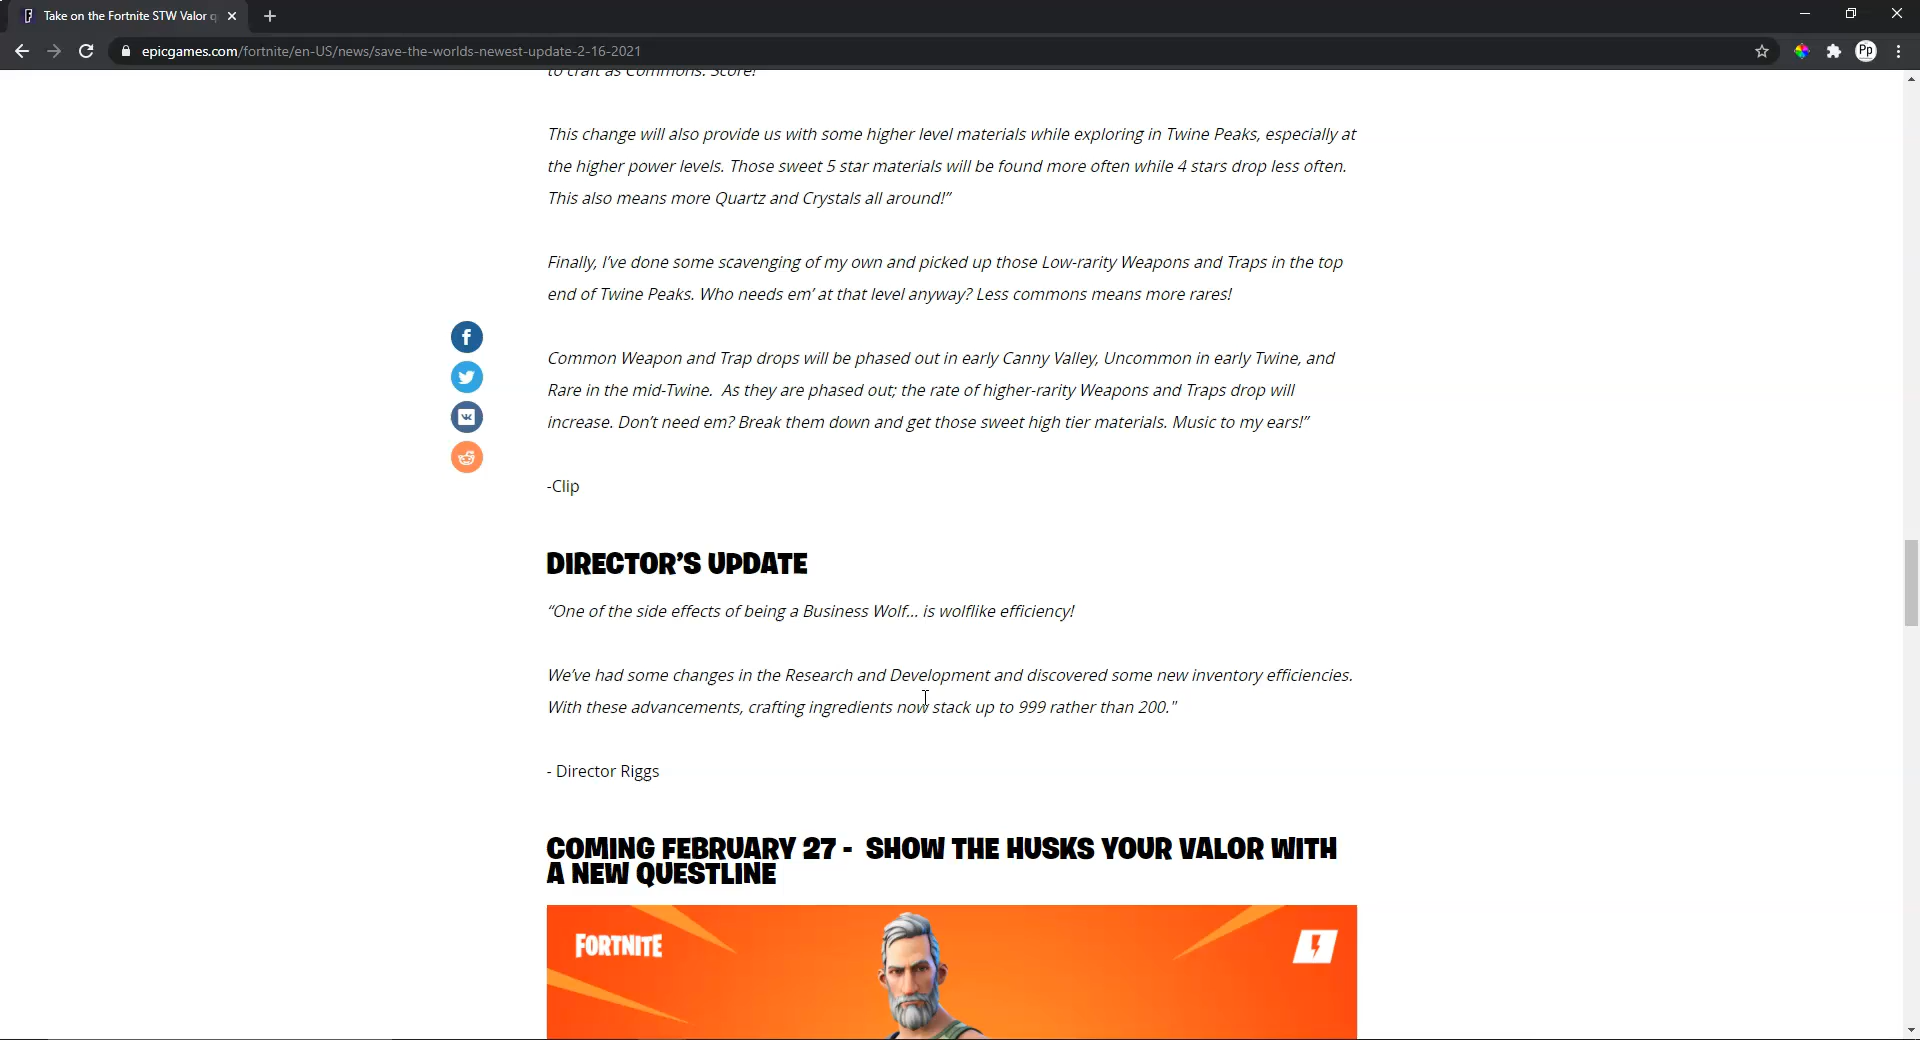 Take on the Fortnite STW Valor q
epicgames.com/fortnite/en-US/news/save-the-worlds-newest-update-2-16-2021
Pp
to craft as Commons. Score!
This change will also provide us with some higher level materials while exploring in Twine Peaks, especially at
the higher power levels. Those sweet 5 star materials will be found more often while 4 stars drop less often.
This also means more Quartz and Crystals all around!”
Finally, I’ve done some scavenging of my own and picked up those Low-rarity Weapons and Traps in the top
end of Twine Peaks. Who needs em’ at that level anyway? Less commons means more rares!
Common Weapon and Trap drops will be phased out in early Canny Valley, Uncommon in early Twine, and
Rare in the mid-Twine.  As they are phased out; the rate of higher-rarity Weapons and Traps drop will
increase. Don’t need em? Break them down and get those sweet high tier materials. Music to my ears!”
-Clip
DIRECTOR’S UPDATE
“One of the side effects of being a Business Wolf... is wolflike efficiency!
We’ve had some changes in the Research and Development and discovered some new inventory efficiencies.
With these advancements, crafting ingredients now stack up to 999 rather than 200."
- Director Riggs
COMING FEBRUARY 27 -  SHOW THE HUSKS YOUR VALOR WITH
A NEW QUESTLINE
FORTNITE